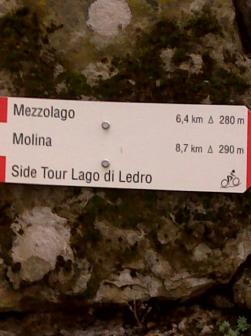 Mezzolago 6,4 km Δ 280 m
Molina 8,7 km Δ 290 m
Side Tour Lago di Ledro